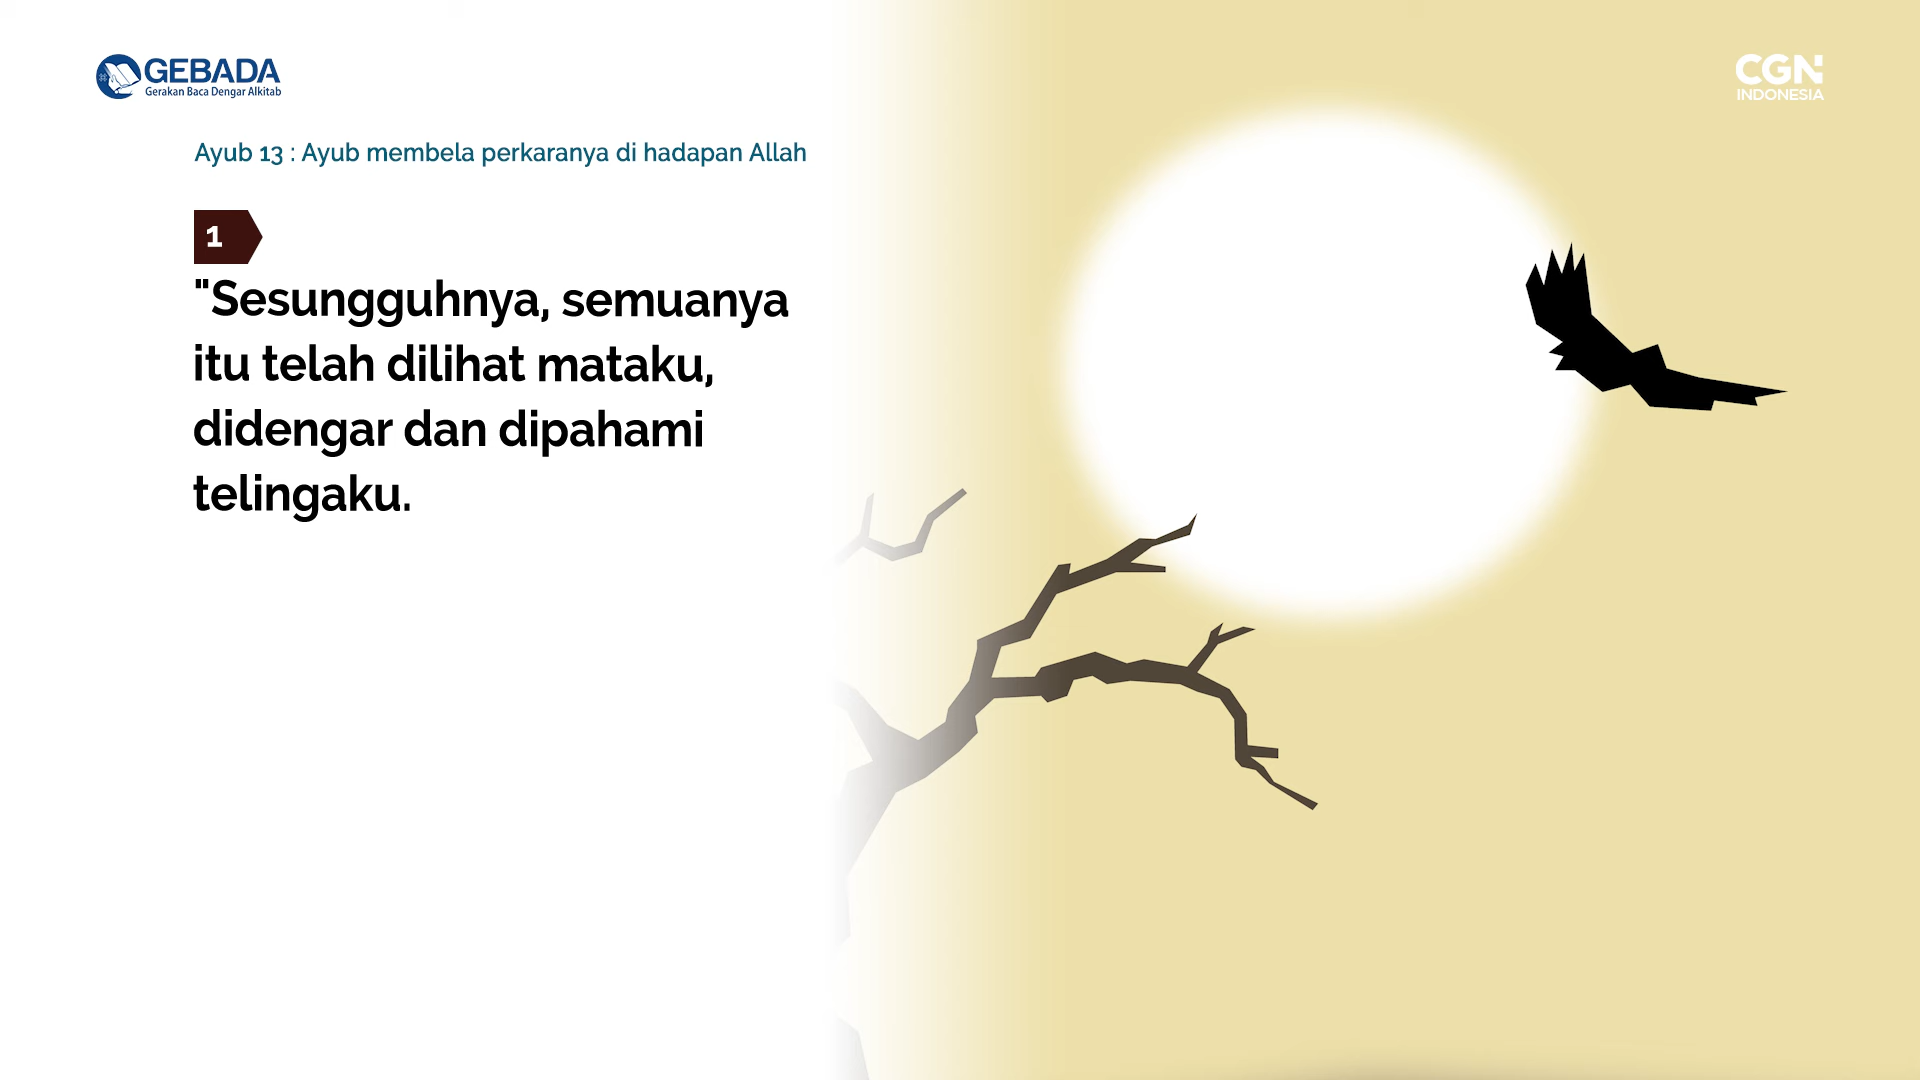 GEBADA
Gerakan Baca Dengar Alkitab
CGN
INDONESIA
Ayub 13 : Ayub membela perkaranya di hadapan Allah
1
"Sesungguhnya, semuanya
itu telah dilihat mataku,
didengar dan dipahami
telingaku.